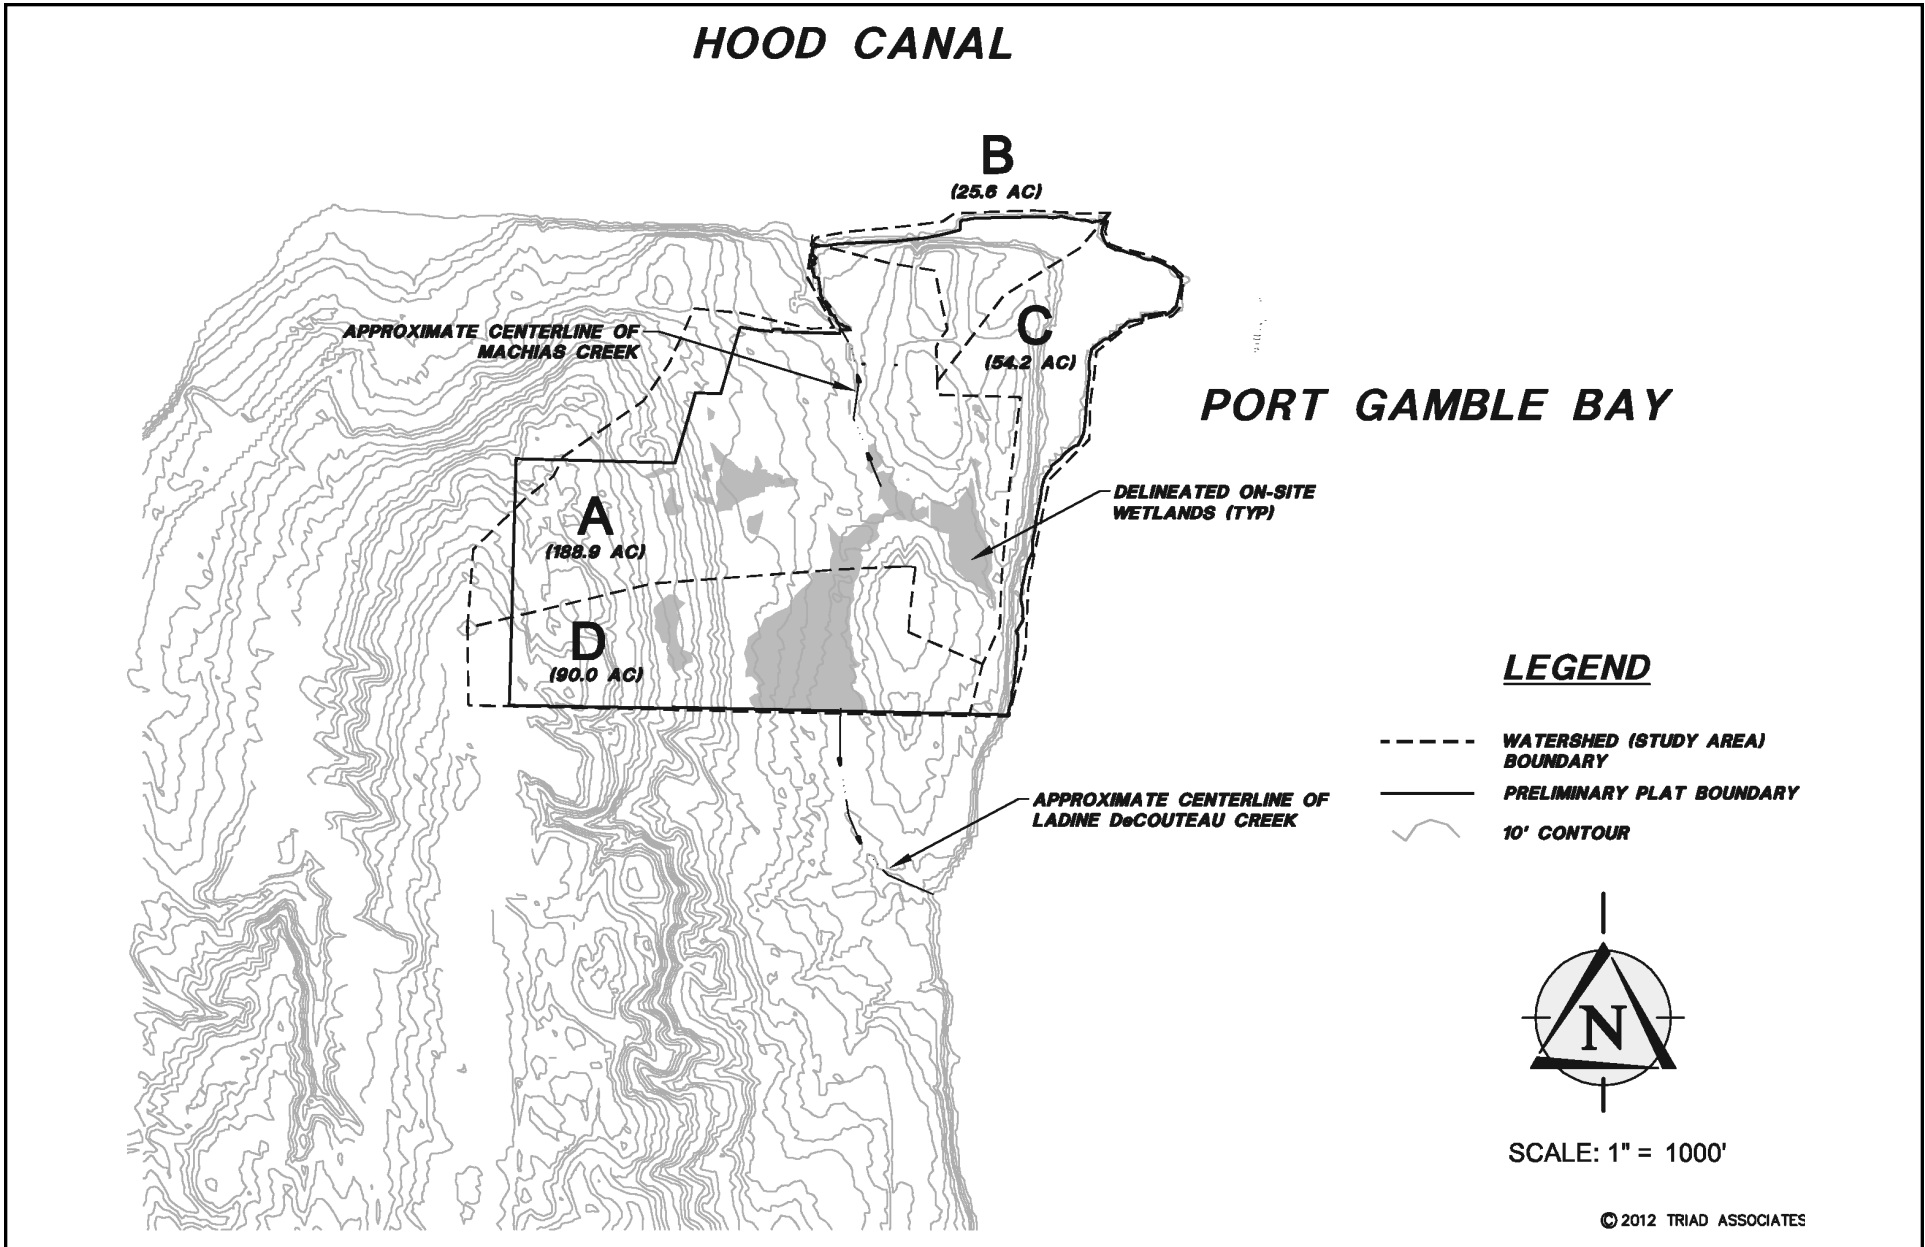 HOOD CANAL
B
(25.6 AC)
APPROXIMATE CENTERLINE OF
MACHIAS CREEK
C
(54.2 AC)
PORT GAMBLE BAY
DELINEATED ON-SITE
WETLANDS (TYP)
A
(188.9 AC)
D
(90.0 AC)
LEGEND
WATERSHED (STUDY AREA)
BOUNDARY
PRELIMINARY PLAT BOUNDARY
10' CONTOUR
APPROXIMATE CENTERLINE OF
LADINE DeCOUTEAU CREEK
N
SCALE: 1" = 1000'
© 2012 TRIAD ASSOCIATES